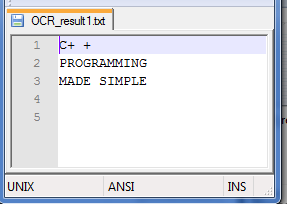 OCR_result1.txt
1 C+ +
2 PROGRAMMING
3 MADE SIMPLE
4
5
UNIX ANSI INS